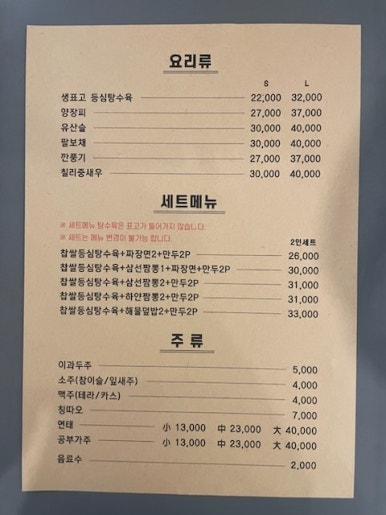 요리류
S L
생표고 등심탕수육 22,000 32,000
양장피 27,000 37,000
유산슬 30,000 40,000
팔보채 30,000 40,000
깐풍기 27,000 37,000
칠리중새우 30,000 40,000
세트메뉴
※ 세트메뉴 탕수육은 표고가 들어가지 않습니다.
※ 세트는 메뉴 변경이 불가능 합니다.
2인세트
찹쌀등심탕수육+짜장면2+만두2P 26,000
찹쌀등심탕수육+삼선짬뽕1+짜장면+만두2P 30,000
찹쌀등심탕수육+삼선짬뽕2+만두2P 31,000
찹쌀등심탕수육+하얀짬뽕2+만두2P 31,000
찹쌀등심탕수육+해물덮밥2+만두2P 33,000
주 류
이과두주 5,000
소주(참이슬/잎새주) 4,000
맥주(테라/카스) 4,000
칭따오 7,000
연태 小 13,000 中 23,000 大 40,000
공부가주 小 13,000 中 23,000 大 40,000
음료수 2,000